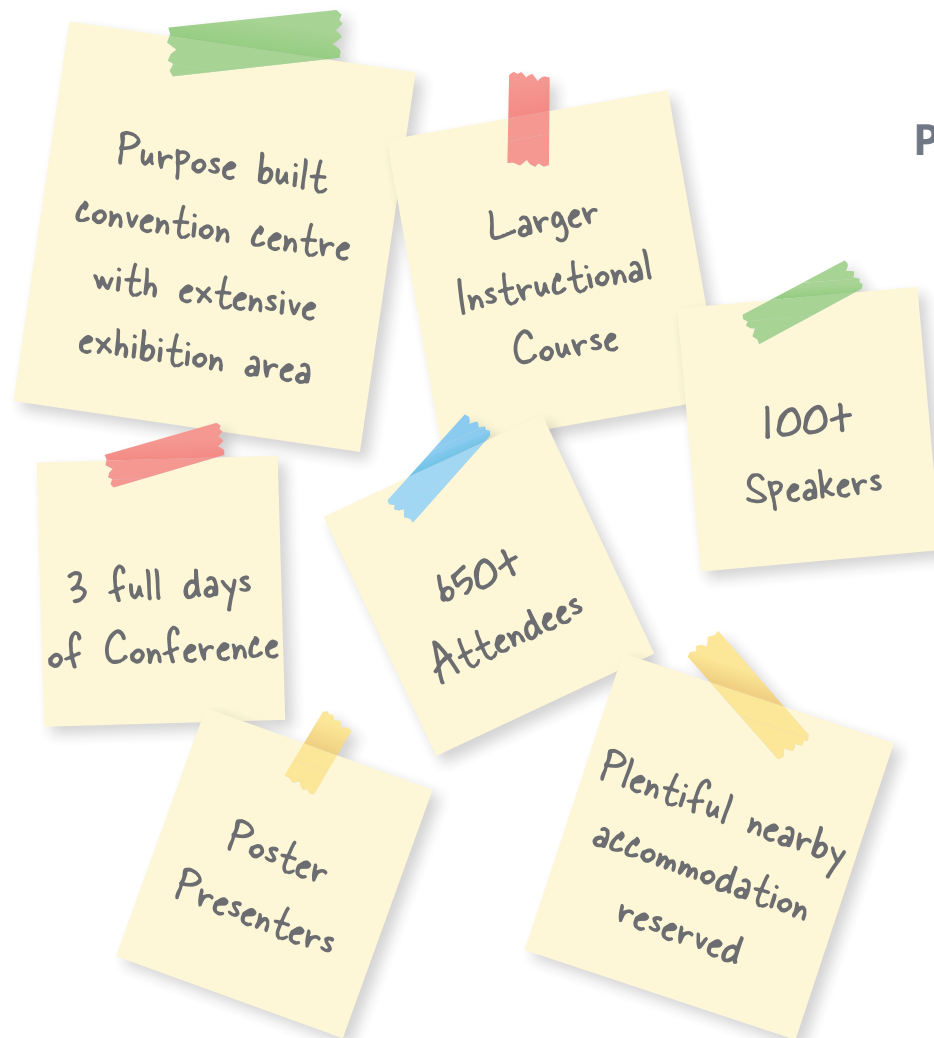 Purpose built
convention centre
with extensive
exhibition area
Larger
Instructional
Course
P
100+
Speakers
3 full days
of Conference
650+
Attendees
Poster
Presenters
Plentiful nearby
accommodation
reserved